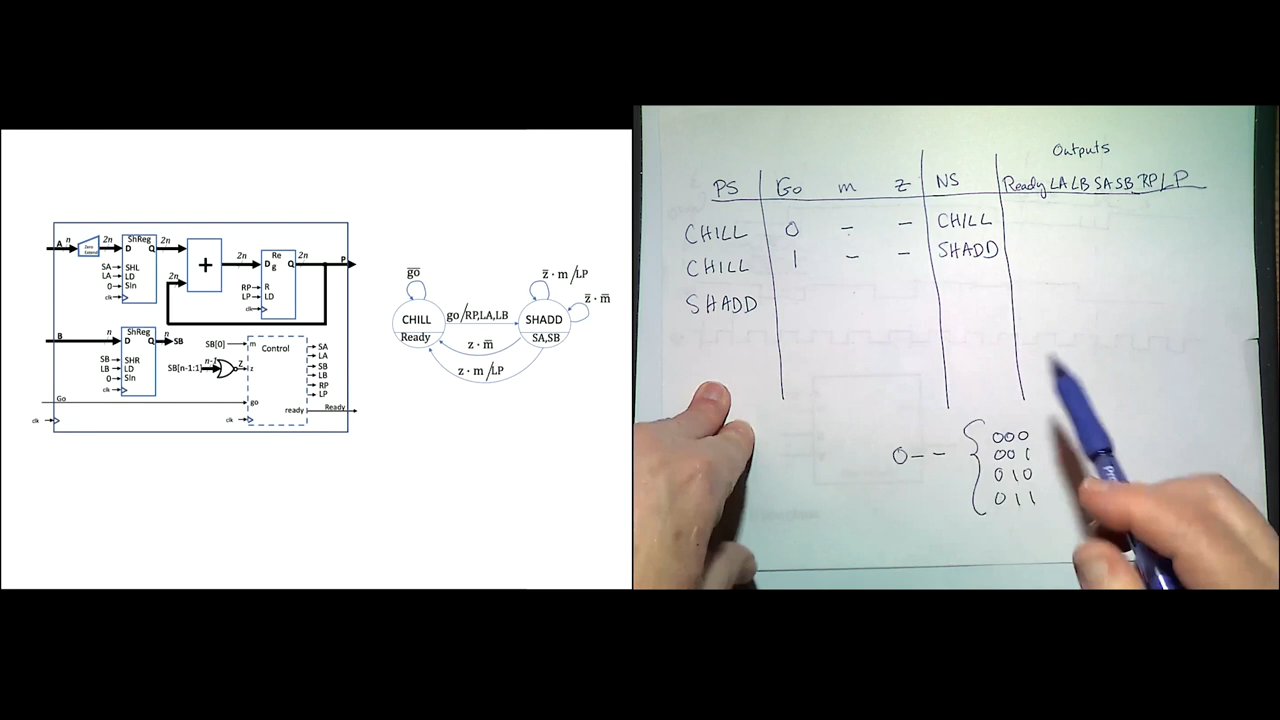 A n
Zero Extend
2n
ShReg
D Q
2n
SA SHL
LA LD
0 SIn
clk
2n
+
2n
Re g
D Q
RP R
LP LD
clk
2n
P
B n
ShReg
D Q
n SB
SB SHR
LB LD
0 SIn
clk
SB[0] m
SB[n-1:1] n-1 Z z
Control
SA
LA
SB
LB
RP
LP
Go go
ready Ready
clk
clk
g̅o̅
CHILL
Ready
go/RP,LA,LB
z · m̅
z · m/LP
z̅ · m/LP
z̅ · m̅
SHADD
SA,SB
Outputs
PS Go m z NS Ready LA LB SA SB RP LP
CHILL 0 - - CHILL
CHILL 1 - - SHADD
SHADD
0 - - { 000
001
010
011